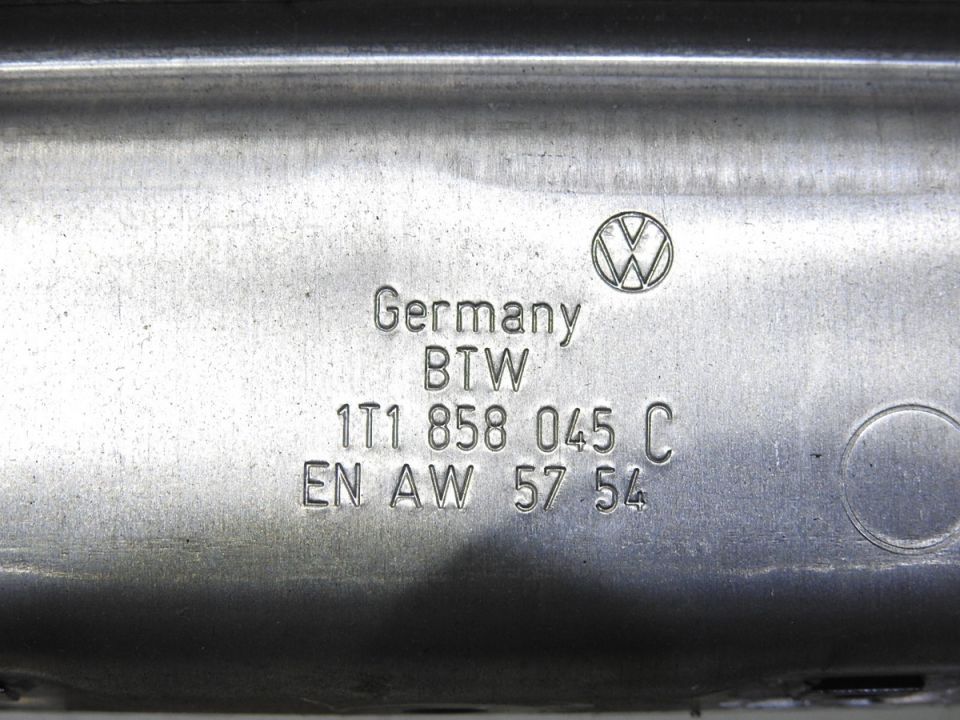 Germany
BTW
1T1 858 045 C
EN AW 57 54